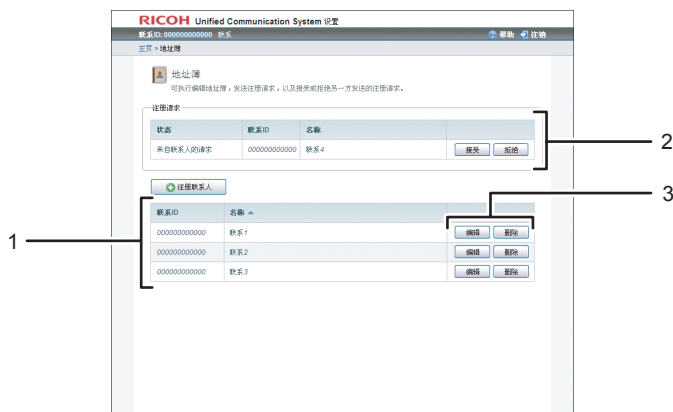 RICOH Unified Communication System 设置
联系ID: 000000000000 联系 帮助 注销
主页 > 地址簿
地址簿
可执行编辑地址簿，发送注册请求，以及接受或拒绝另一方发送的注册请求。
注册请求
状态 联系ID 名称
来自联系人的请求 000000000000 联系4 接受 拒绝
2
注册联系人
3
联系ID 名称
000000000000 联系1 编辑 删除
1
000000000000 联系2 编辑 删除
000000000000 联系3 编辑 删除